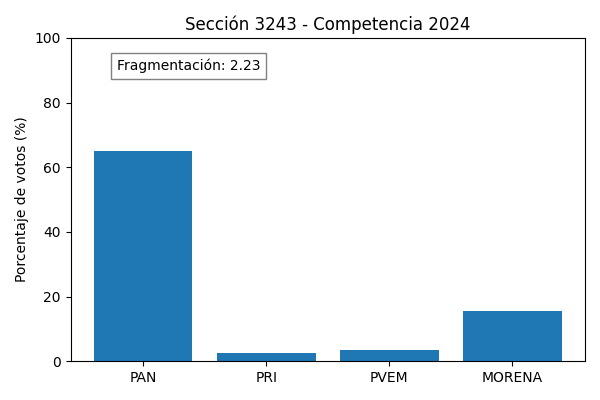 Sección 3243 - Competencia 2024
Fragmentación: 2.23
Porcentaje de votos (%)
100
80
60
40
20
0
PAN PRI PVEM MORENA